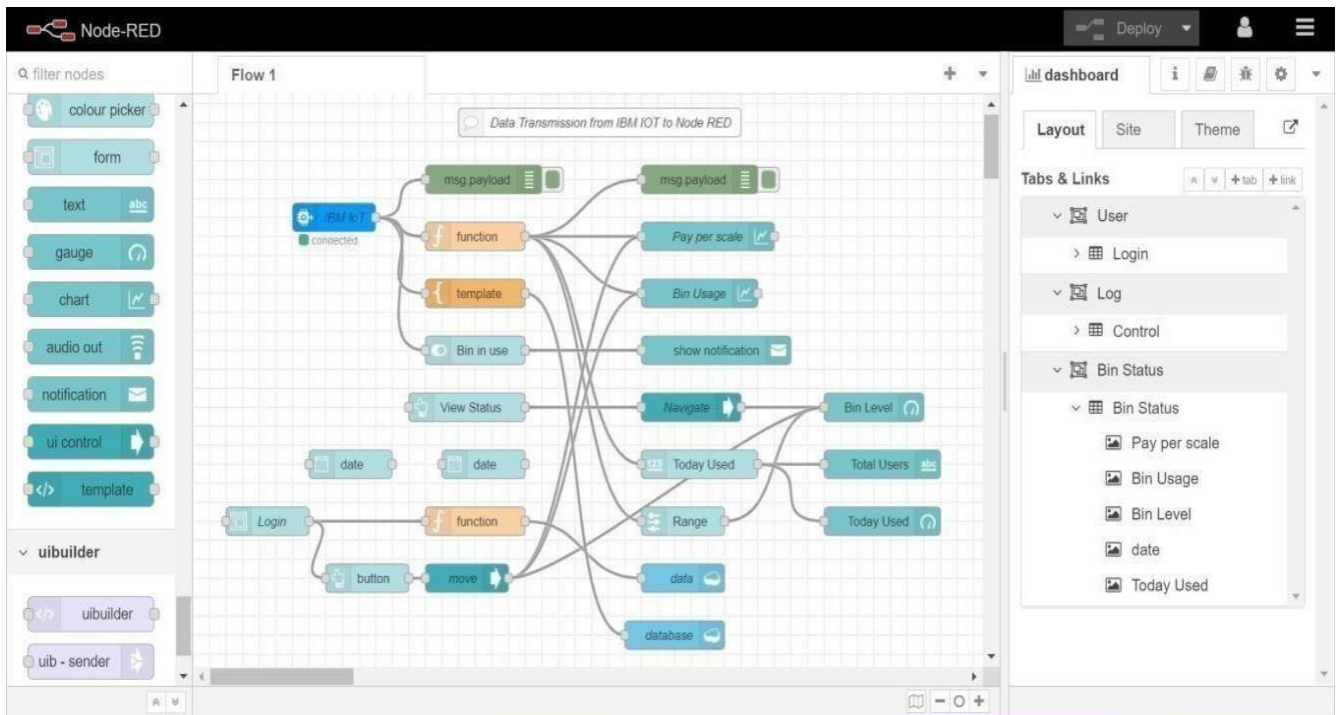 Node-RED
Deploy
filter nodes
colour picker
form
text
abc
gauge
chart
audio out
notification
ui control
template
uibuilder
uibuilder
uib - sender
Flow 1
Data Transmission from IBM IOT to Node RED
msg.payload
msg.payload
IBM IoT
connected
function
Pay per scale
template
Bin Usage
Bin in use
show notification
View Status
Navigate
Bin Level
date
date
123
Today Used
Total Users
abc
Login
function
Range
Today Used
button
move
data
database
dashboard
i
Layout
Site
Theme
Tabs & Links
+tab
+link
User
Login
Log
Control
Bin Status
Bin Status
Pay per scale
Bin Usage
Bin Level
date
Today Used